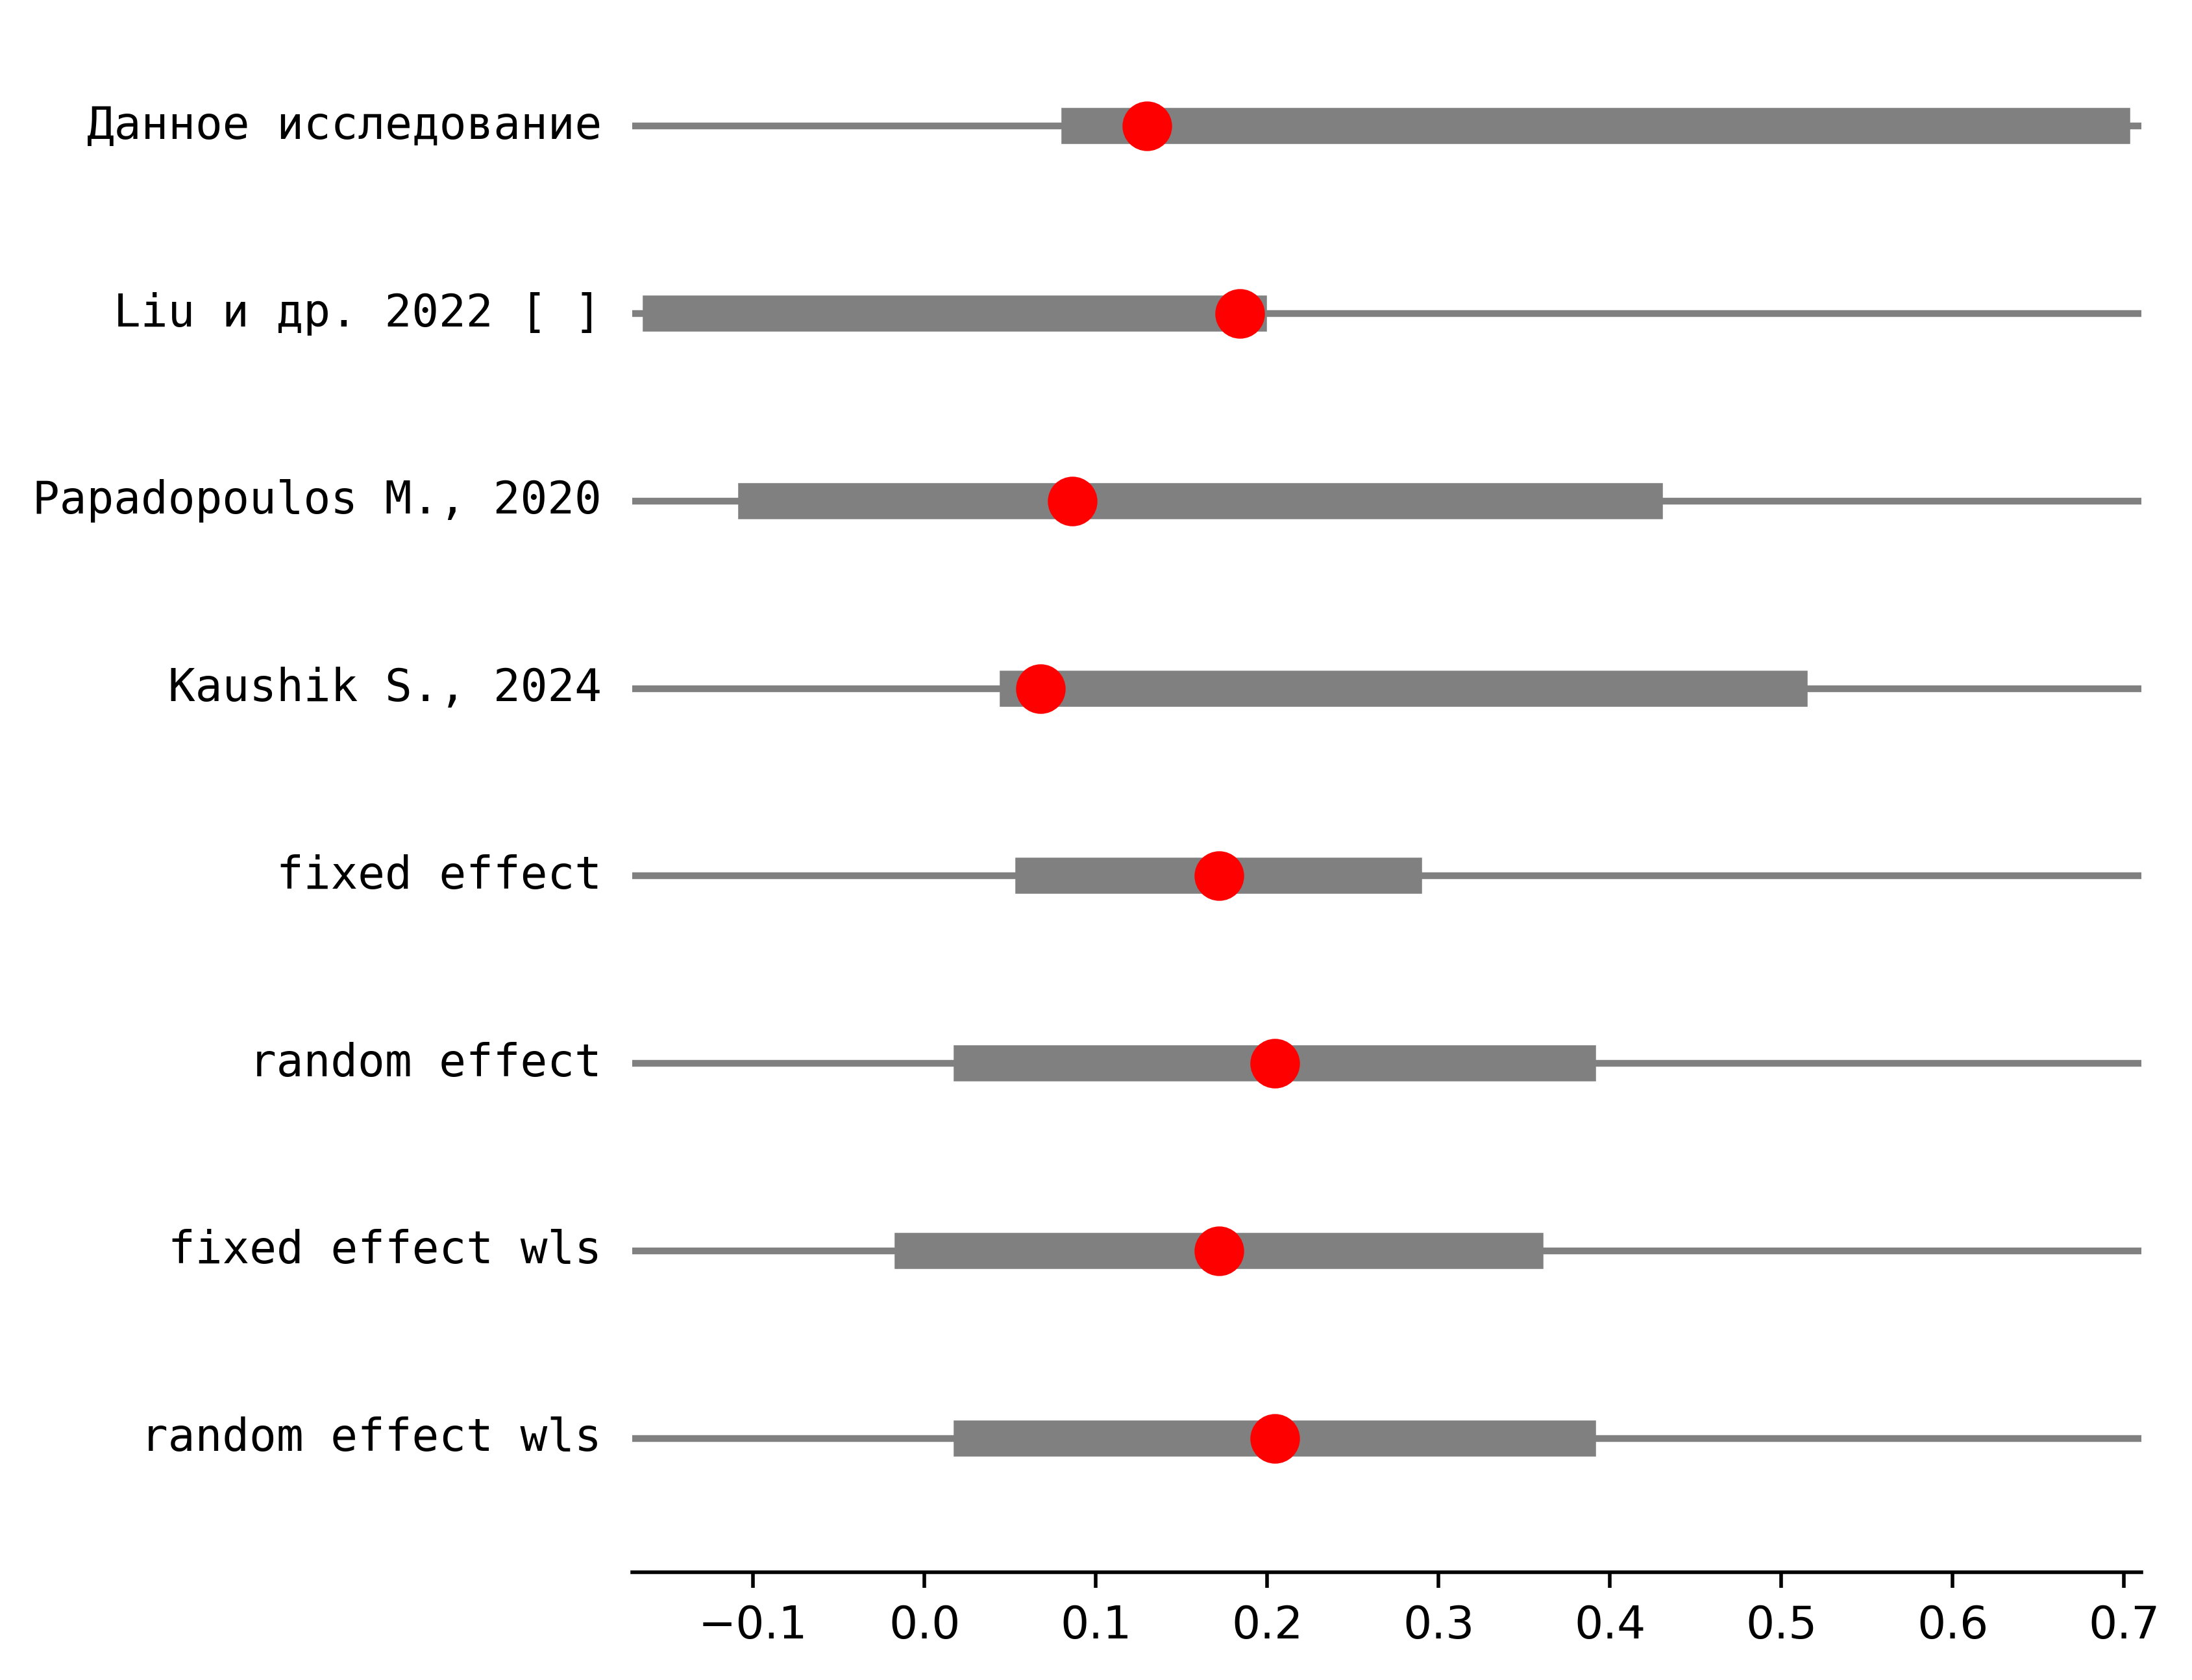 Данное исследование
Liu и др. 2022 [ ]
Papadopoulos M., 2020
Kaushik S., 2024
fixed effect
random effect
fixed effect wls
random effect wls
−0.1 0.0 0.1 0.2 0.3 0.4 0.5 0.6 0.7